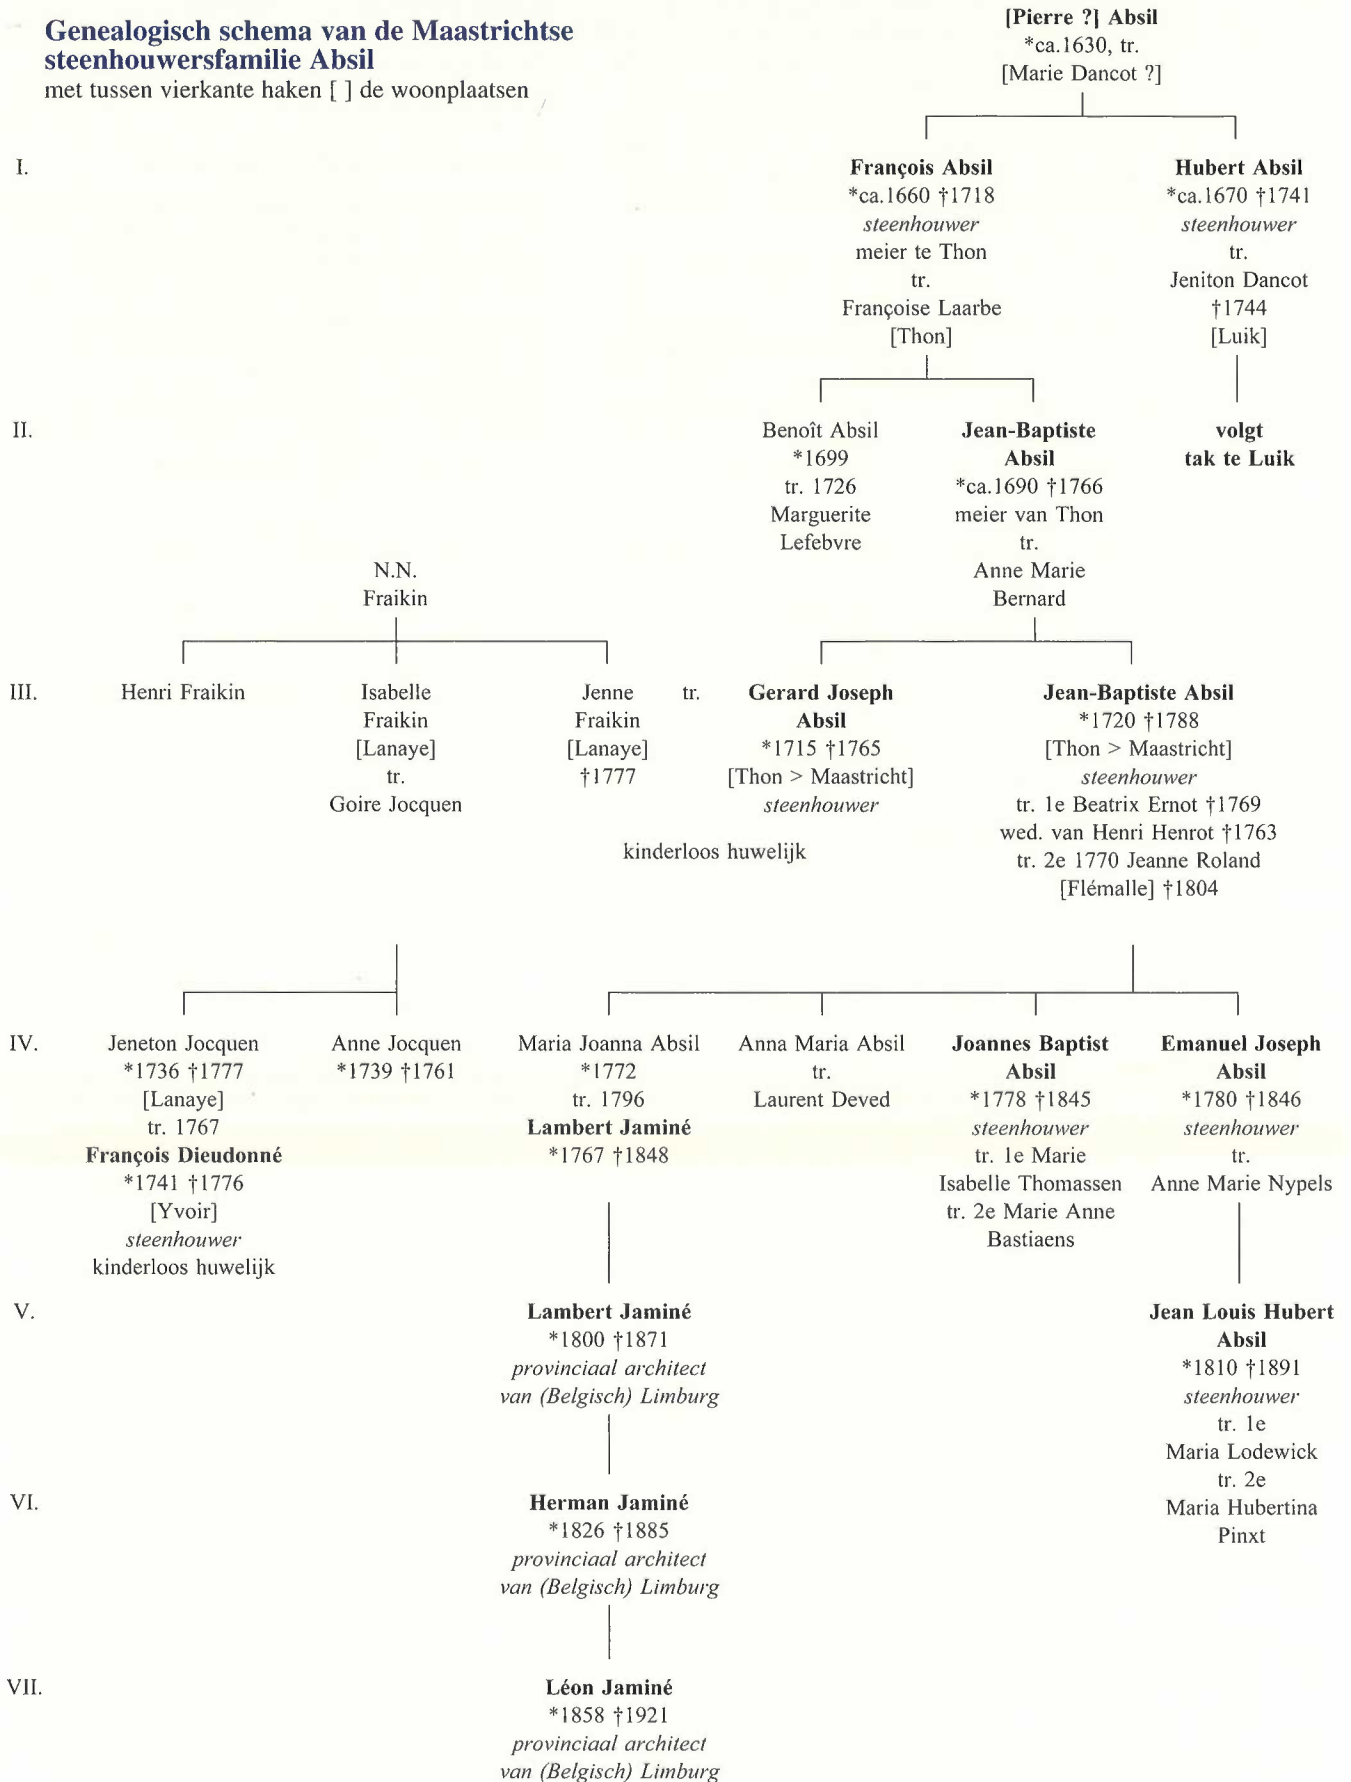 Genealogisch schema van de Maastrichtse
steenhouwersfamilie Absil
met tussen vierkante haken [ ] de woonplaatsen
[Pierre ?] Absil
*ca.1630, tr.
[Marie Dancot ?]
I.
François Absil
*ca.1660 †1718
steenhouwer
meier te Thon
tr.
Françoise Laarbe
[Thon]
Hubert Absil
*ca.1670 †1741
steenhouwer
tr.
Jeniton Dancot
†1744
[Luik]
II.
Benoît Absil
*1699
tr. 1726
Marguerite
Lefebvre
Jean-Baptiste
Absil
*ca.1690 †1766
meier van Thon
tr.
Anne Marie
Bernard
volgt
tak te Luik
N.N.
Fraikin
III.
Henri Fraikin
Isabelle
Fraikin
[Lanaye]
tr.
Goire Jocquen
Jenne
Fraikin
[Lanaye]
†1777
tr.
Gerard Joseph
Absil
*1715 †1765
[Thon > Maastricht]
steenhouwer
kinderloos huwelijk
Jean-Baptiste Absil
*1720 †1788
[Thon > Maastricht]
steenhouwer
tr. 1e Beatrix Ernot †1769
wed. van Henri Henrot †1763
tr. 2e 1770 Jeanne Roland
[Flémalle] †1804
IV.
Jeneton Jocquen
*1736 †1777
[Lanaye]
tr. 1767
François Dieudonné
*1741 †1776
[Yvoir]
steenhouwer
kinderloos huwelijk
Anne Jocquen
*1739 †1761
Maria Joanna Absil
*1772
tr. 1796
Lambert Jaminé
*1767 †1848
Anna Maria Absil
tr.
Laurent Deved
Joannes Baptist
Absil
*1778 †1845
steenhouwer
tr. 1e Marie
Isabelle Thomassen
tr. 2e Marie Anne
Bastiaens
Emanuel Joseph
Absil
*1780 †1846
steenhouwer
tr.
Anne Marie Nypels
V.
Lambert Jaminé
*1800 †1871
provinciaal architect
van (Belgisch) Limburg
Jean Louis Hubert
Absil
*1810 †1891
steenhouwer
tr. 1e
Maria Lodewick
tr. 2e
Maria Hubertina
Pinxt
VI.
Herman Jaminé
*1826 †1885
provinciaal architect
van (Belgisch) Limburg
VII.
Léon Jaminé
*1858 †1921
provinciaal architect
van (Belgisch) Limburg